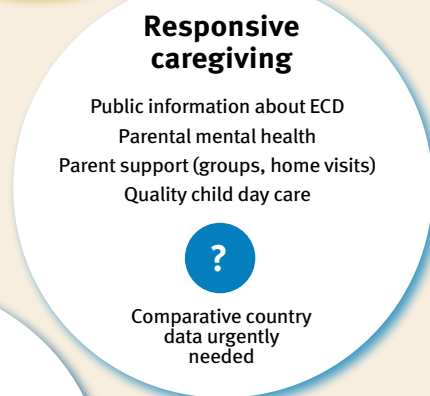 Responsive
caregiving
Public information about ECD
Parental mental health
Parent support (groups, home visits)
Quality child day care
?
Comparative country
data urgently
needed